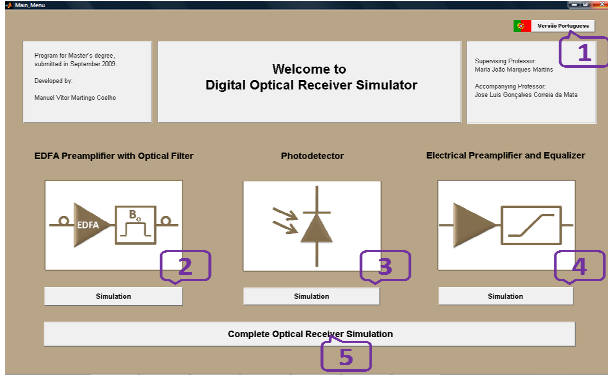 Main_Menu
Versão Portuguesa
1
Program for Master's degree,
submitted in September 2009.
Developed by:
Manuel Vitor Martingo Coelho
Welcome to
Digital Optical Receiver Simulator
Supervising Professor:
Maria João Marques Martins
Accompanying Professor:
Jose Luis Gonçalves Correia da Mata
EDFA Preamplifier with Optical Filter
Photodetector
Electrical Preamplifier and Equalizer
EDFA
Bo
2
3
4
Simulation
Simulation
Simulation
Complete Optical Receiver Simulation
5